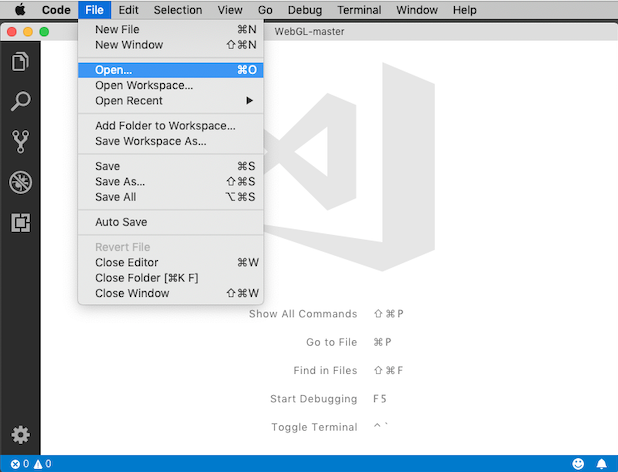 Code File Edit Selection View Go Debug Terminal Window Help
WebGL-master
New File ⌘N
New Window ⇧⌘N
Open... ⌘O
Open Workspace...
Open Recent ▶
Add Folder to Workspace...
Save Workspace As...
Save ⌘S
Save As... ⇧⌘S
Save All ⌥⌘S
Auto Save
Revert File
Close Editor ⌘W
Close Folder [⌘K F]
Close Window ⇧⌘W
Show All Commands ⇧⌘P
Go to File ⌘P
Find in Files ⇧⌘F
Start Debugging F5
Toggle Terminal ⌃`
0 0